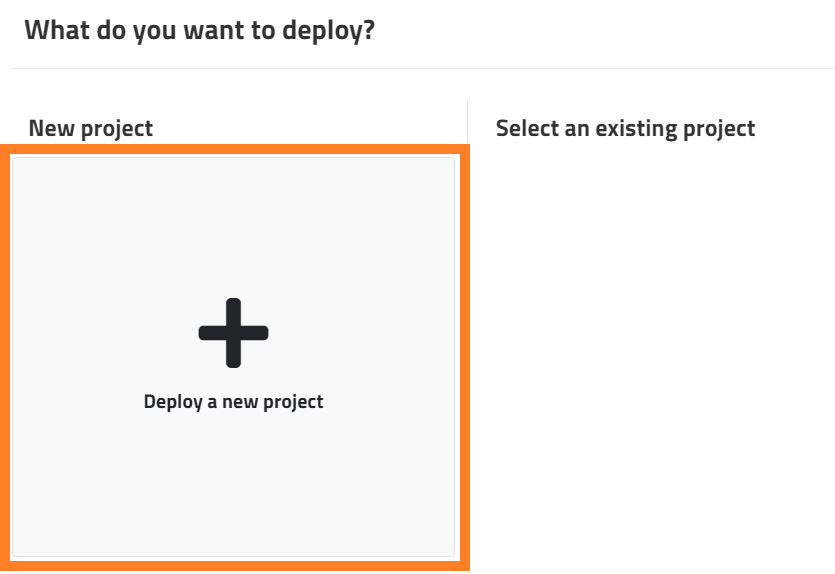 What do you want to deploy?
New project
Select an existing project
Deploy a new project